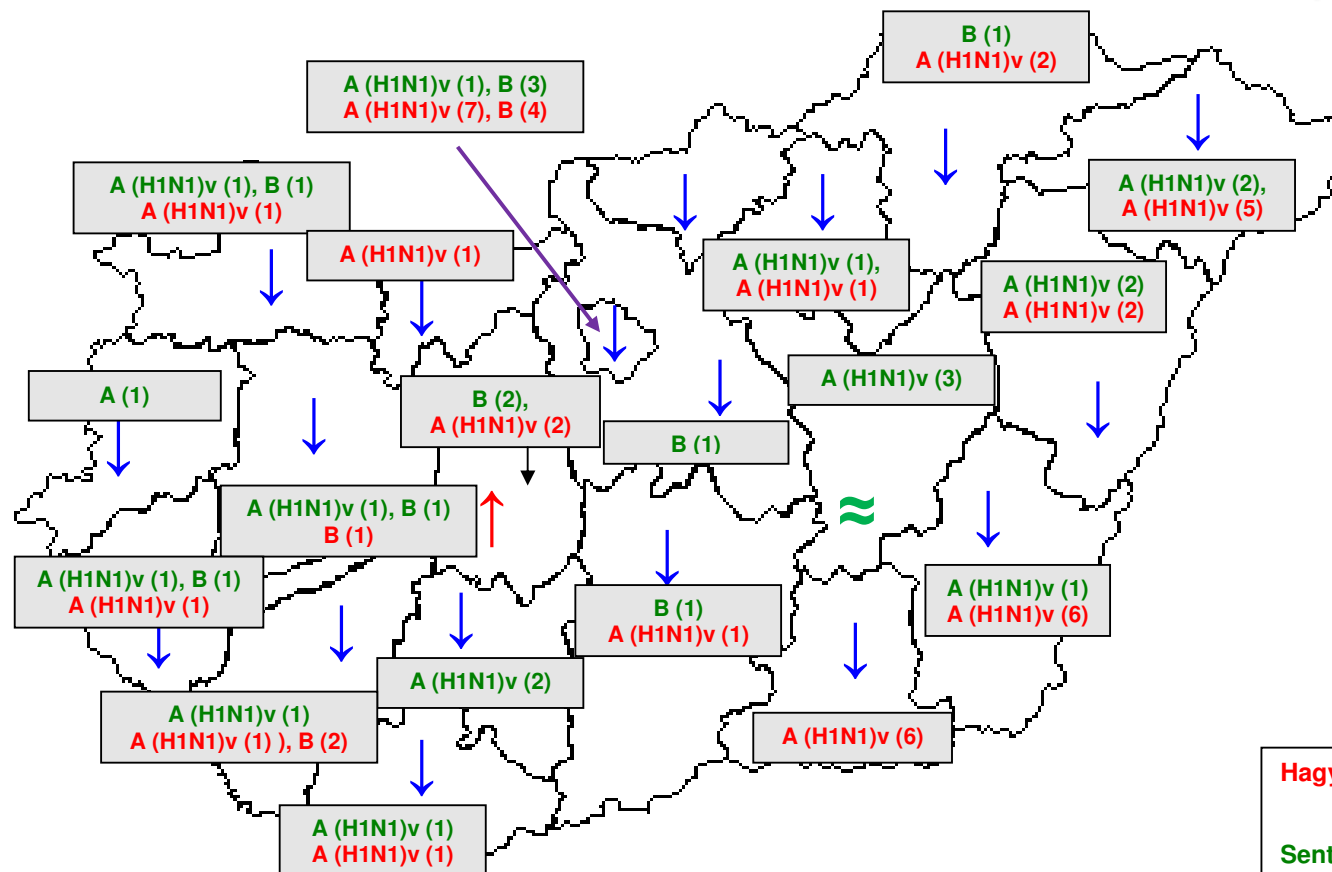 B (1)
A (H1N1)v (2)
A (H1N1)v (1), B (3)
A (H1N1)v (7), B (4)
A (H1N1)v (1), B (1)
A (H1N1)v (1)
A (H1N1)v (2),
A (H1N1)v (5)
A (H1N1)v (1)
A (H1N1)v (1),
A (H1N1)v (1)
A (H1N1)v (2)
A (H1N1)v (2)
A (H1N1)v (3)
A (1)
B (2),
A (H1N1)v (2)
B (1)
A (H1N1)v (1), B (1)
B (1)
≈
A (H1N1)v (1), B (1)
A (H1N1)v (1)
B (1)
A (H1N1)v (1)
A (H1N1)v (1)
A (H1N1)v (6)
A (H1N1)v (2)
A (H1N1)v (1)
A (H1N1)v (1) ), B (2)
A (H1N1)v (6)
A (H1N1)v (1)
A (H1N1)v (1)
Hagy
Sent